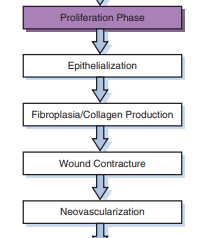 Proliferation Phase
Epithelialization
Fibroplasia/Collagen Production
Wound Contracture
Neovascularization